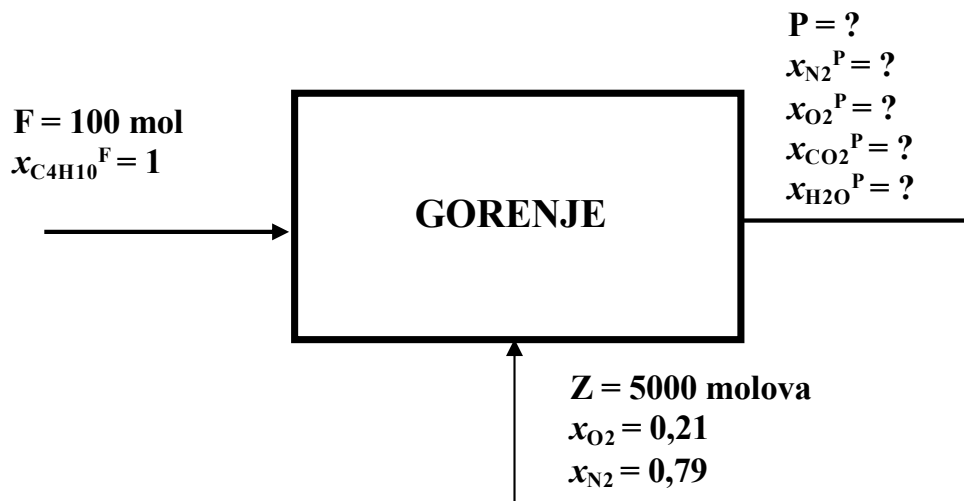 F = 100 mol
x_C4H10^F = 1
GORENJE
P = ?
x_N2^P = ?
x_O2^P = ?
x_CO2^P = ?
x_H2O^P = ?
Z = 5000 molova
x_O2 = 0,21
x_N2 = 0,79